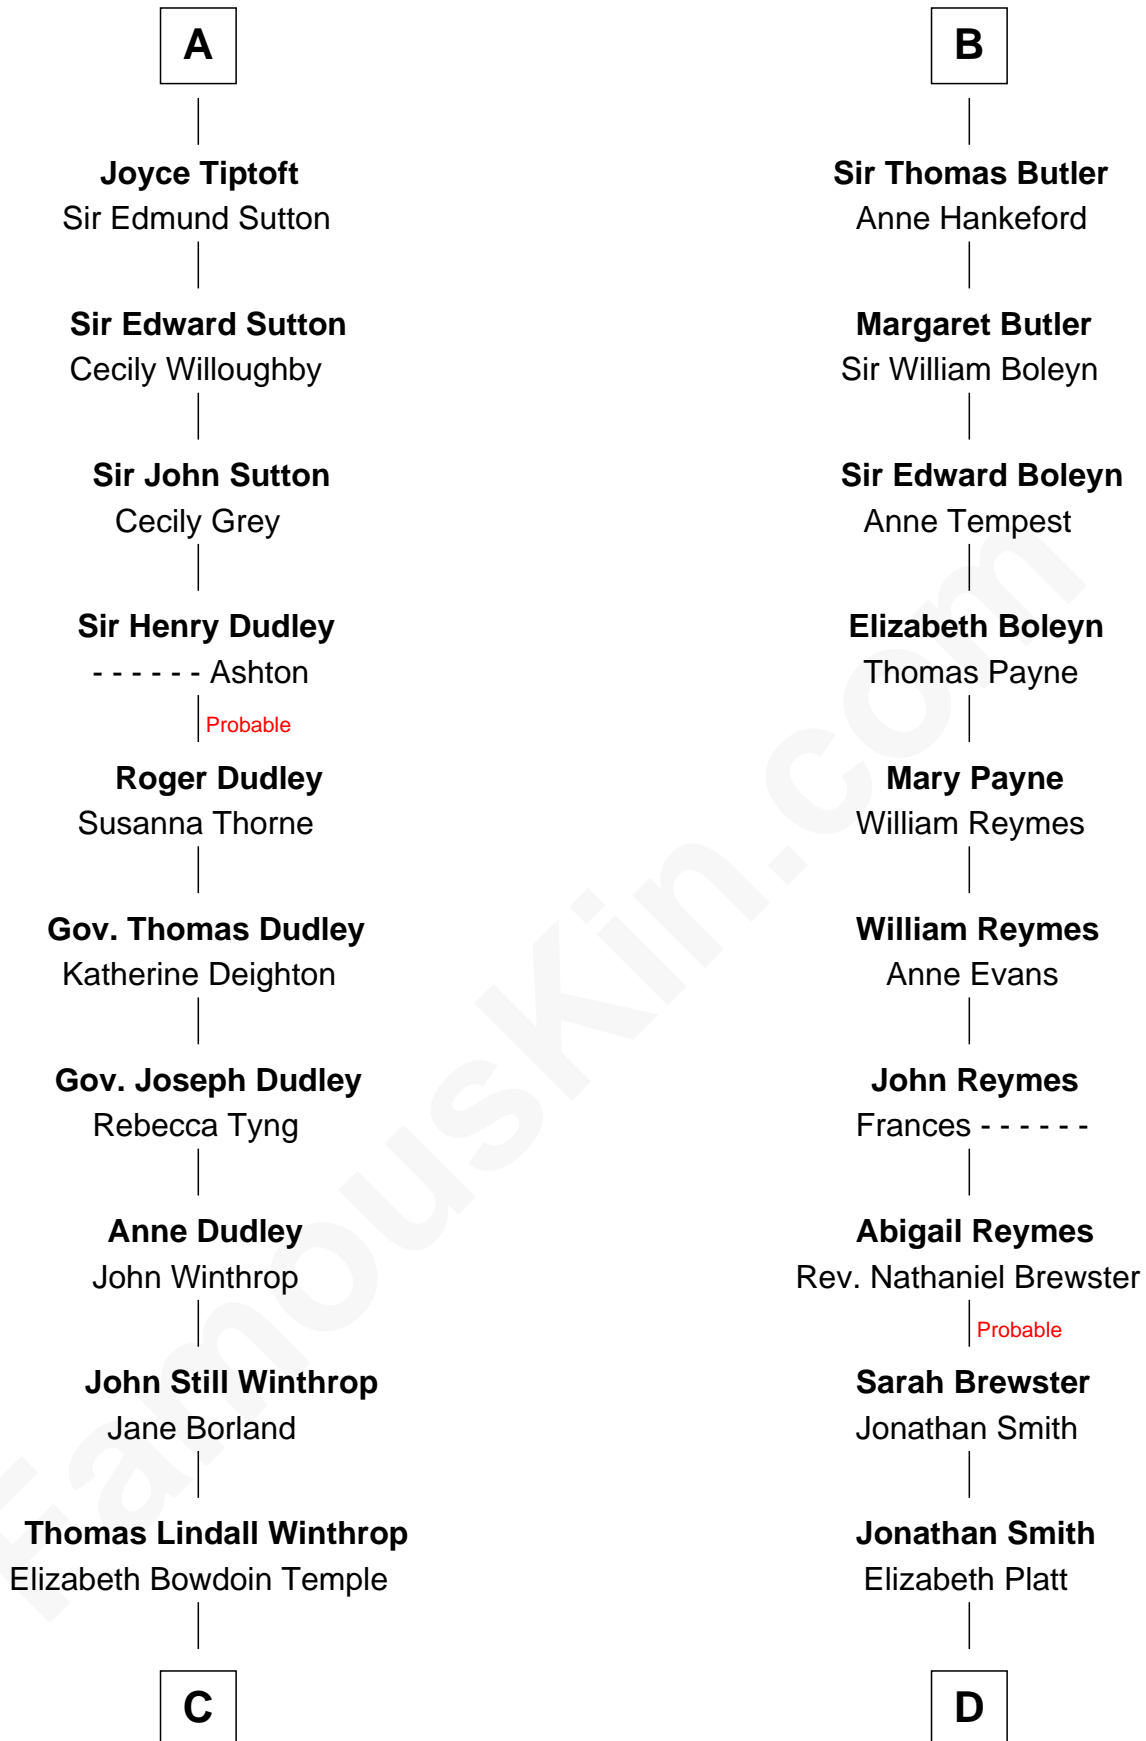 A
Joyce Tiptoft
Sir Edmund Sutton
Sir Edward Sutton
Cecily Willoughby
Sir John Sutton
Cecily Grey
Sir Henry Dudley
- - - - - - Ashton
Probable
Roger Dudley
Susanna Thorne
Gov. Thomas Dudley
Katherine Deighton
Gov. Joseph Dudley
Rebecca Tyng
Anne Dudley
John Winthrop
John Still Winthrop
Jane Borland
Thomas Lindall Winthrop
Elizabeth Bowdoin Temple
C
B
Sir Thomas Butler
Anne Hankeford
Margaret Butler
Sir William Boleyn
Sir Edward Boleyn
Anne Tempest
Elizabeth Boleyn
Thomas Payne
Mary Payne
William Reymes
William Reymes
Anne Evans
John Reymes
Frances - - - - - -
Abigail Reymes
Rev. Nathaniel Brewster
Probable
Sarah Brewster
Jonathan Smith
Jonathan Smith
Elizabeth Platt
D
FamousKin.com